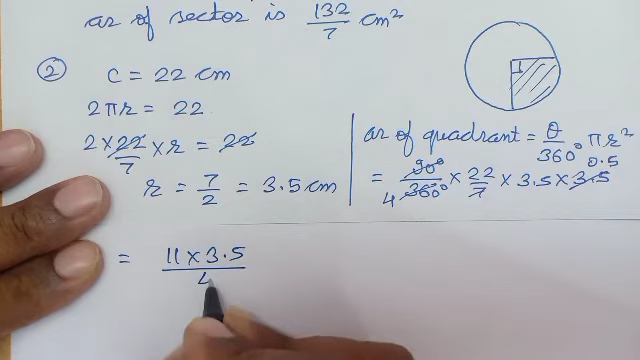 ar of sector is 132/7 cm²
② C = 22 cm
2πr = 22
2 × 22/7 × r = 22
r = 7/2 = 3.5 cm
ar of quadrant = θ/360° πr²
0.5
= 90°/360° × 22/7 × 3.5 × 3.5
4
= 11 × 3.5 / 4